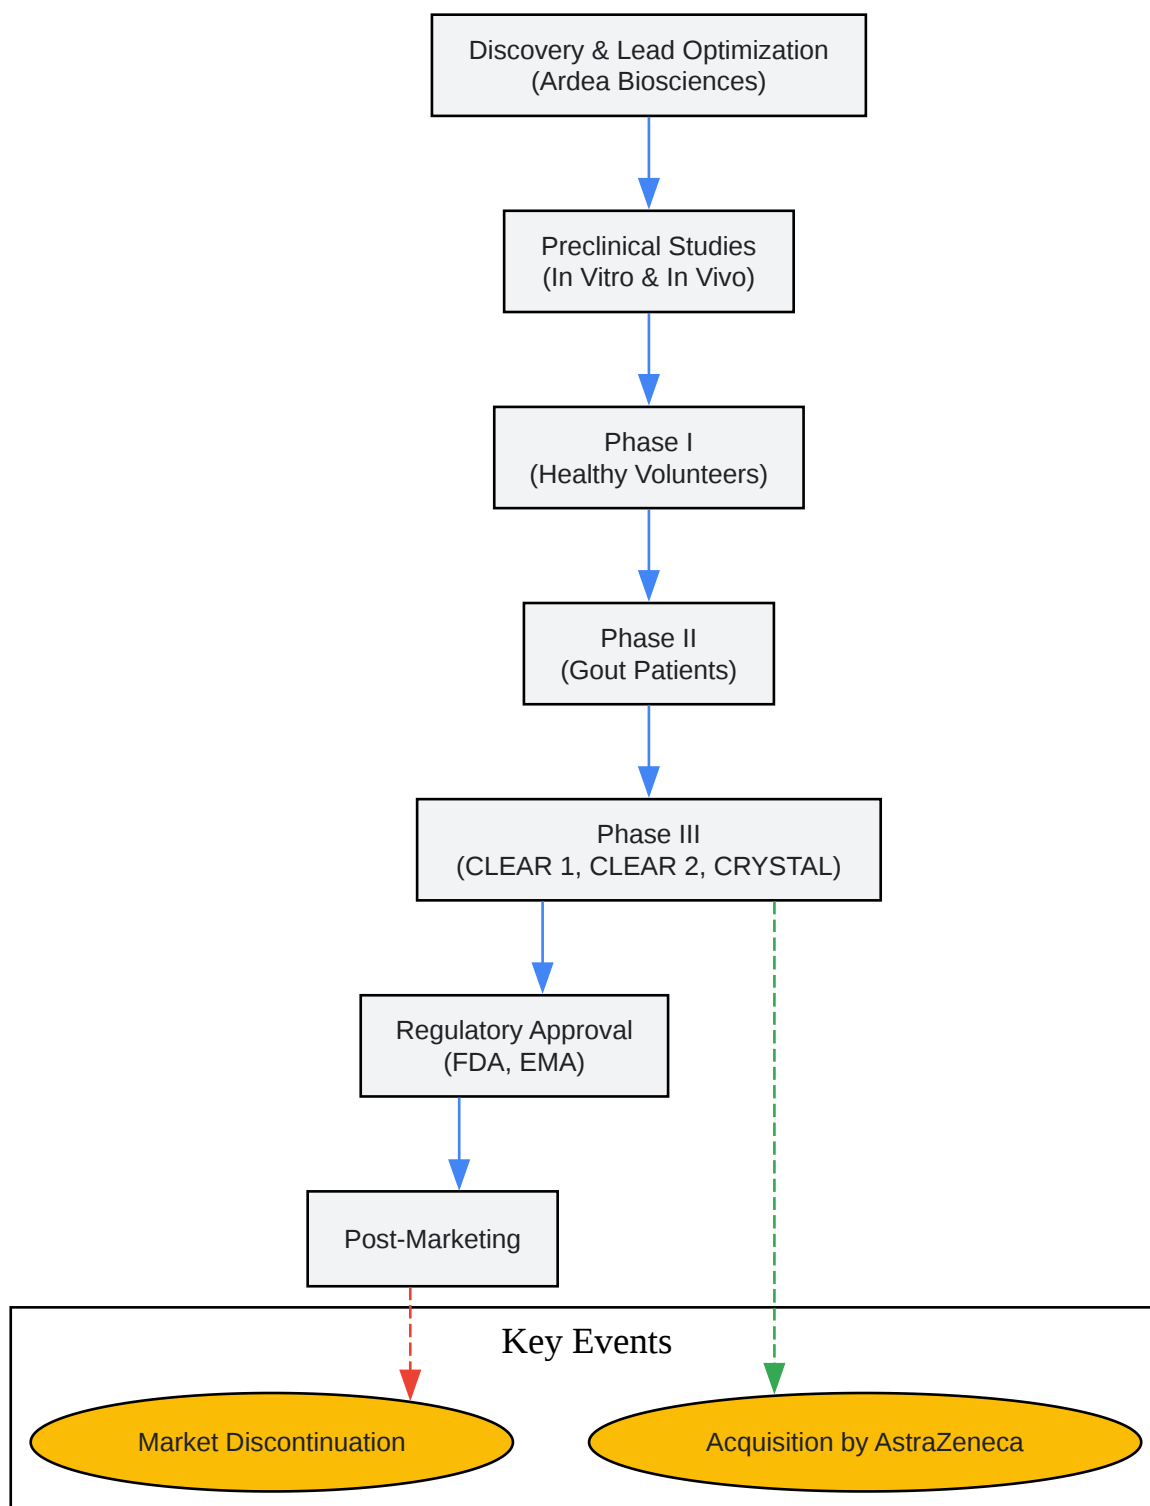 Discovery & Lead Optimization
(Ardea Biosciences)
Preclinical Studies
(In Vitro & In Vivo)
Phase I
(Healthy Volunteers)
Phase II
(Gout Patients)
Phase III
(CLEAR 1, CLEAR 2, CRYSTAL)
Regulatory Approval
(FDA, EMA)
Post-Marketing
Key Events
Market Discontinuation
Acquisition by AstraZeneca